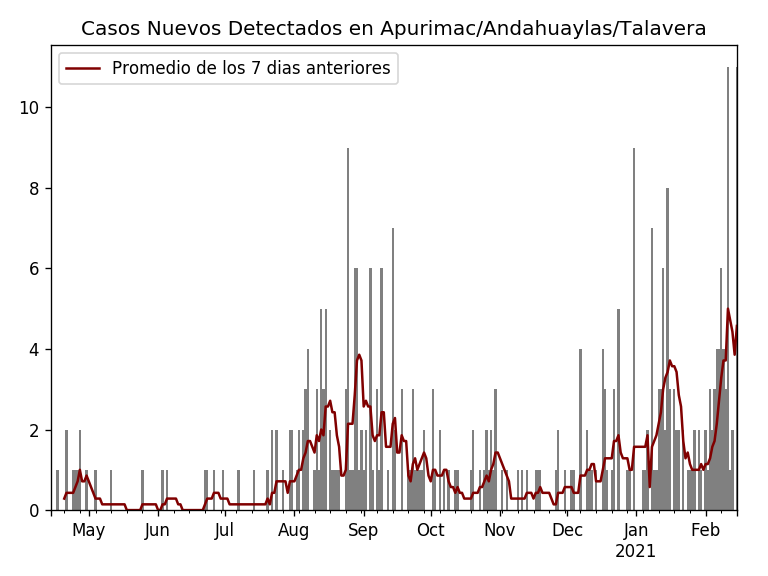 Casos Nuevos Detectados en Apurimac/Andahuaylas/Talavera
Promedio de los 7 dias anteriores
10
8
6
4
2
0
May Jun Jul Aug Sep Oct Nov Dec Jan Feb
2021